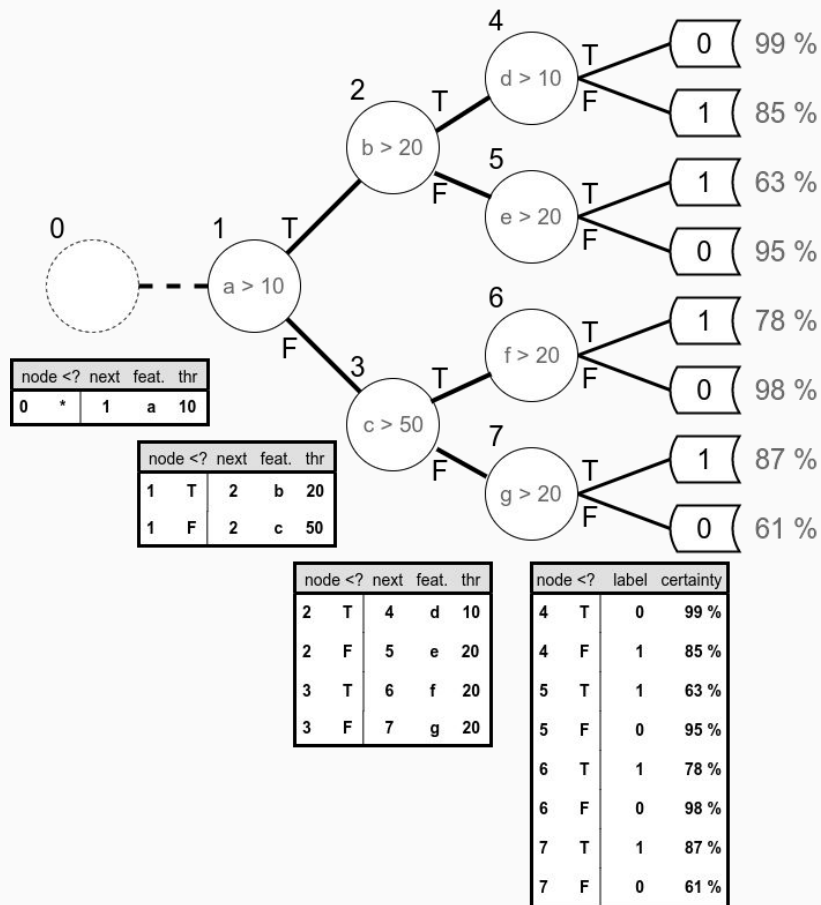 4
T 0 99 %
d > 10
2
T
F 1 85 %
b > 20
5
T 1 63 %
F
e > 20
0
1
T
F 0 95 %
a > 10
6
T 1 78 %
F
f > 20
3
T
F 0 98 %
c > 50
7
T 1 87 %
F
g > 20
F 0 61 %
node <? next feat. thr
0 * 1 a 10
node <? next feat. thr
1 T 2 b 20
1 F 2 c 50
node <? next feat. thr
2 T 4 d 10
2 F 5 e 20
3 T 6 f 20
3 F 7 g 20
node <? label certainty
4 T 0 99 %
4 F 1 85 %
5 T 1 63 %
5 F 0 95 %
6 T 1 78 %
6 F 0 98 %
7 T 1 87 %
7 F 0 61 %